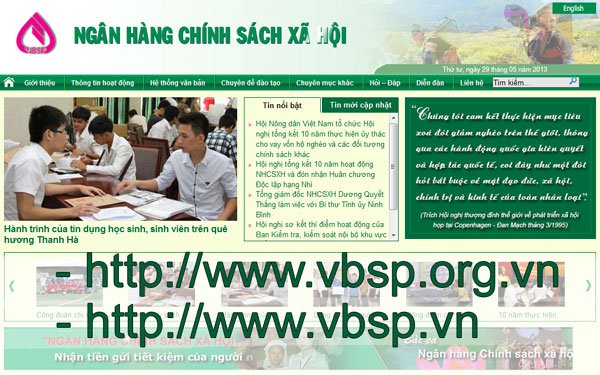 English
VBSP
NGÂN HÀNG CHÍNH SÁCH XÃ HỘI
Thứ tư, ngày 29 tháng 05 năm 2013
Giới thiệu Thông tin hoạt động Hệ thống văn bản Chuyên đề đào tạo Chuyên mục khác Hỏi – Đáp Diễn đàn Liên hệ Tìm kiếm...
Tin nổi bật Tin mới cập nhật
Hội Nông dân Việt Nam tổ chức Hội
nghị tổng kết 10 năm thực hiện ủy thác
cho vay vốn hộ nghèo và các đối tượng
chính sách khác
Hội nghị tổng kết 10 năm hoạt động
NHCSXH và đón nhận Huân chương
Độc lập hạng Nhì
Tổng giám đốc NHCSXH Dương Quyết
Thắng làm việc với Bí thư Tỉnh ủy Ninh
Bình
Hội nghị sơ kết thí điểm hoạt động của
Ban Kiểm tra, kiểm soát nội bộ khu vực
"Chúng tôi cam kết thực hiện mục tiêu
xoá đói giảm nghèo trên thế giới, thông
qua các hành động quốc gia kiên quyết
và hợp tác quốc tế, coi đây như một đòi
hỏi bắt buộc về mặt đạo đức, xã hội,
chính trị và kinh tế của toàn nhân loại".
(Trích Hội nghị thượng đỉnh thế giới về phát triển xã hội
họp tại Copenhagen - Đan Mạch tháng 3/1995)
Hành trình của tín dụng học sinh, sinh viên trên quê
hương Thanh Hà
- http://www.vbsp.org.vn
Công đoàn
10 năm thực hiện...
- http://www.vbsp.vn
"NGÂN HÀNG CHÍNH SÁCH XÃ HỘI
Nhận tiền gửi tiết kiệm của người
Ngân hàng Chính sách xã